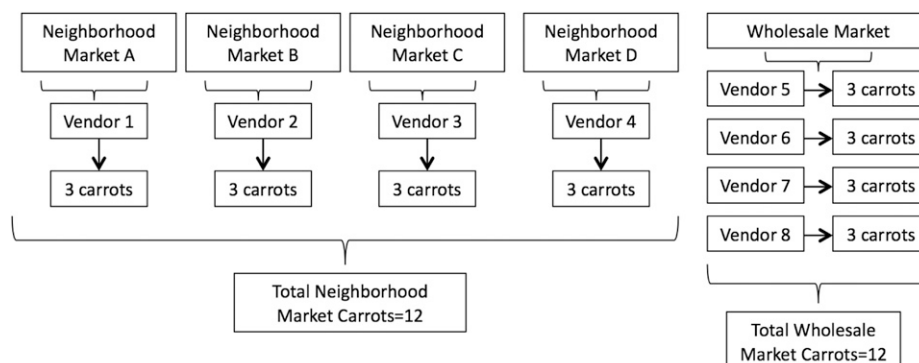 Neighborhood
Market A
Neighborhood
Market B
Neighborhood
Market C
Neighborhood
Market D
Wholesale Market
Vendor 1
Vendor 2
Vendor 3
Vendor 4
3 carrots
3 carrots
3 carrots
3 carrots
Vendor 5
3 carrots
Vendor 6
3 carrots
Vendor 7
3 carrots
Vendor 8
3 carrots
Total Neighborhood
Market Carrots=12
Total Wholesale
Market Carrots=12